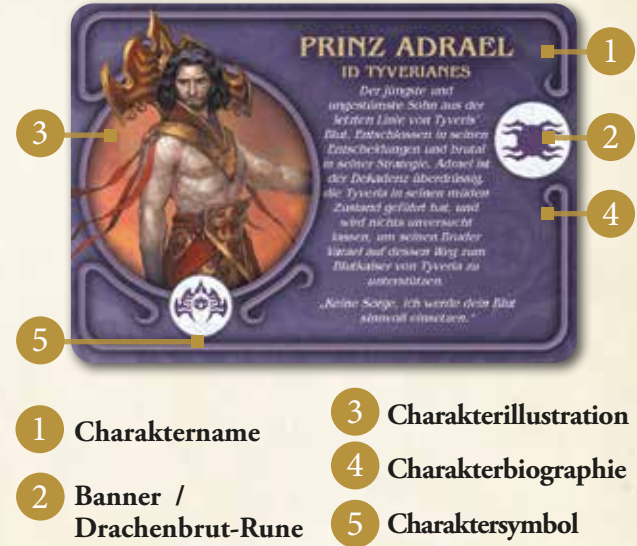 PRINZ ADRAEL
ID TYVERIANES
Der jüngste und
ungestümste Sohn aus der
letzten Linie von Tyveris'
Blut. Entschlossen in seinen
Entscheidungen und brutal
in seiner Strategie. Adrael ist
der Dekadenz überdrüssig,
die Tyveria in seinen müden
Zustand geführt hat, und
wird nichts unversucht
lassen, um seinen Bruder
auf dessen Weg zum
Blutkaiser von Tyveria zu
unterstützen.
„Keine Sorge, ich werde dein Blut
sinnvoll einsetzen.“
1
2
3
4
5
1 Charaktername
2 Banner /
Drachenbrut-Rune
3 Charakterillustration
4 Charakterbiographie
5 Charaktersymbol